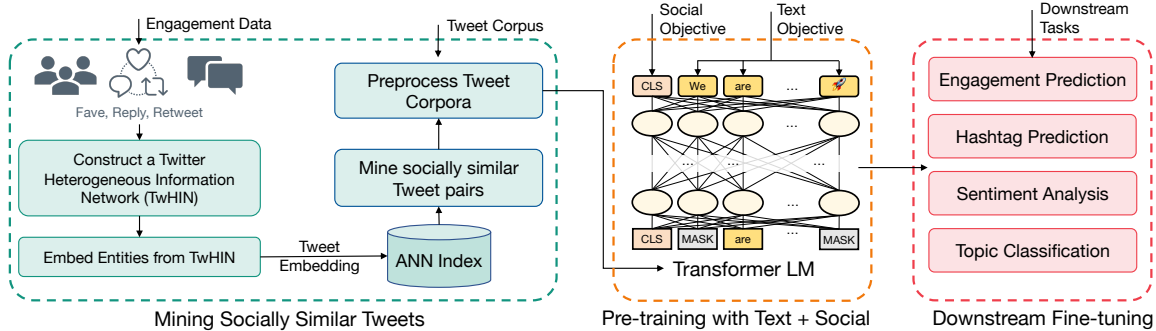 Engagement Data
Tweet Corpus
Fave, Reply, Retweet
Construct a Twitter
Heterogeneous Information
Network (TwHIN)
Embed Entities from TwHIN
Tweet
Embedding
ANN Index
Mine socially similar
Tweet pairs
Preprocess Tweet
Corpora
Mining Socially Similar Tweets
Social
Objective
Text
Objective
CLS We are ...
...
... ...
...
CLS MASK are ... MASK
Transformer LM
Pre-training with Text + Social
Downstream
Tasks
Engagement Prediction
Hashtag Prediction
Sentiment Analysis
Topic Classification
Downstream Fine-tuning